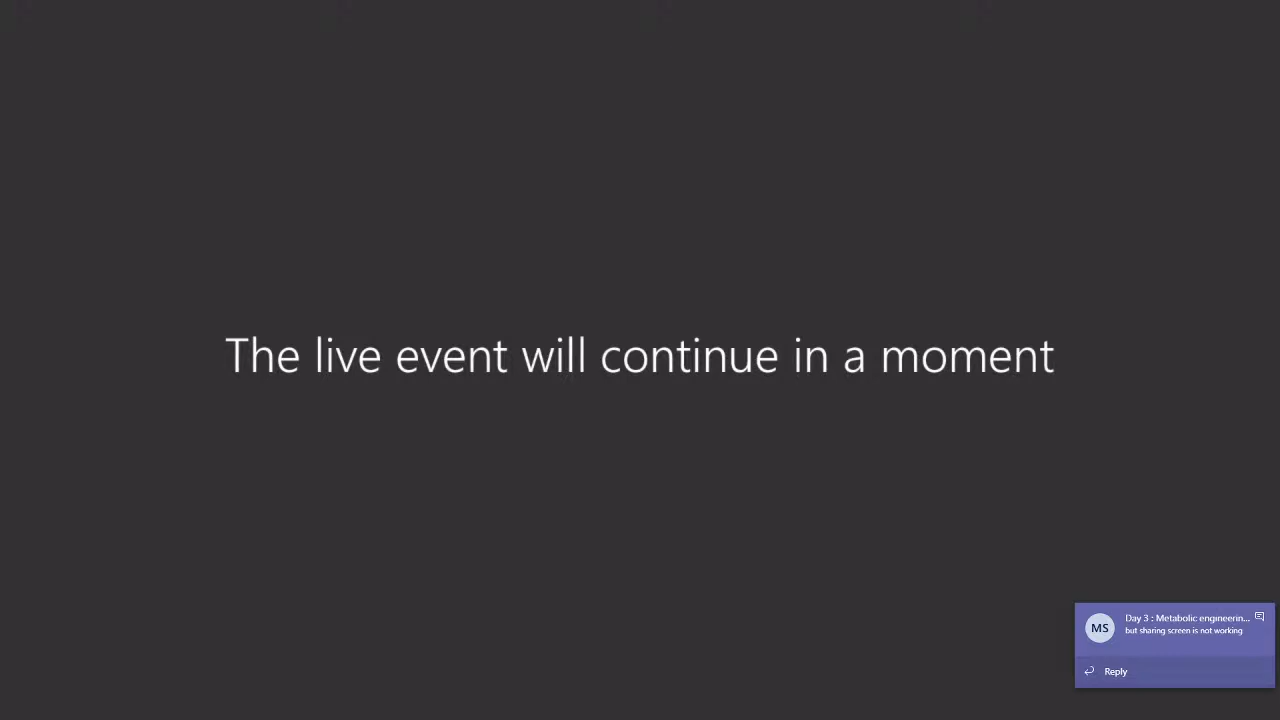 The live event will continue in a moment
MS
Day 3 : Metabolic engineerin...
but sharing screen is not working
Reply